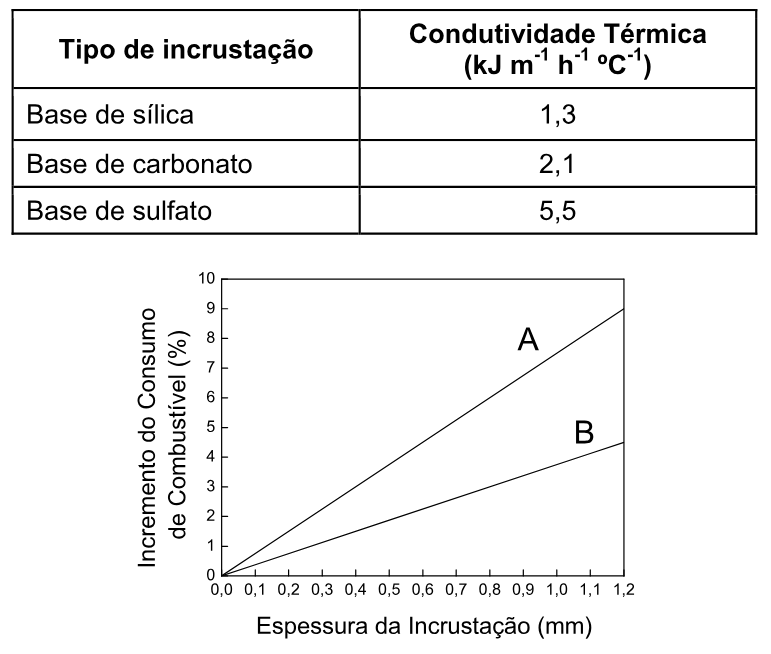 Tipo de incrustação
Condutividade Térmica
(kJ m⁻¹ h⁻¹ ºC⁻¹)
Base de sílica
1,3
Base de carbonato
2,1
Base de sulfato
5,5
10
9
8
7
6
5
4
3
2
1
0
Incremento do Consumo
de Combustível (%)
A
B
0,0 0,1 0,2 0,3 0,4 0,5 0,6 0,7 0,8 0,9 1,0 1,1 1,2
Espessura da Incrustação (mm)